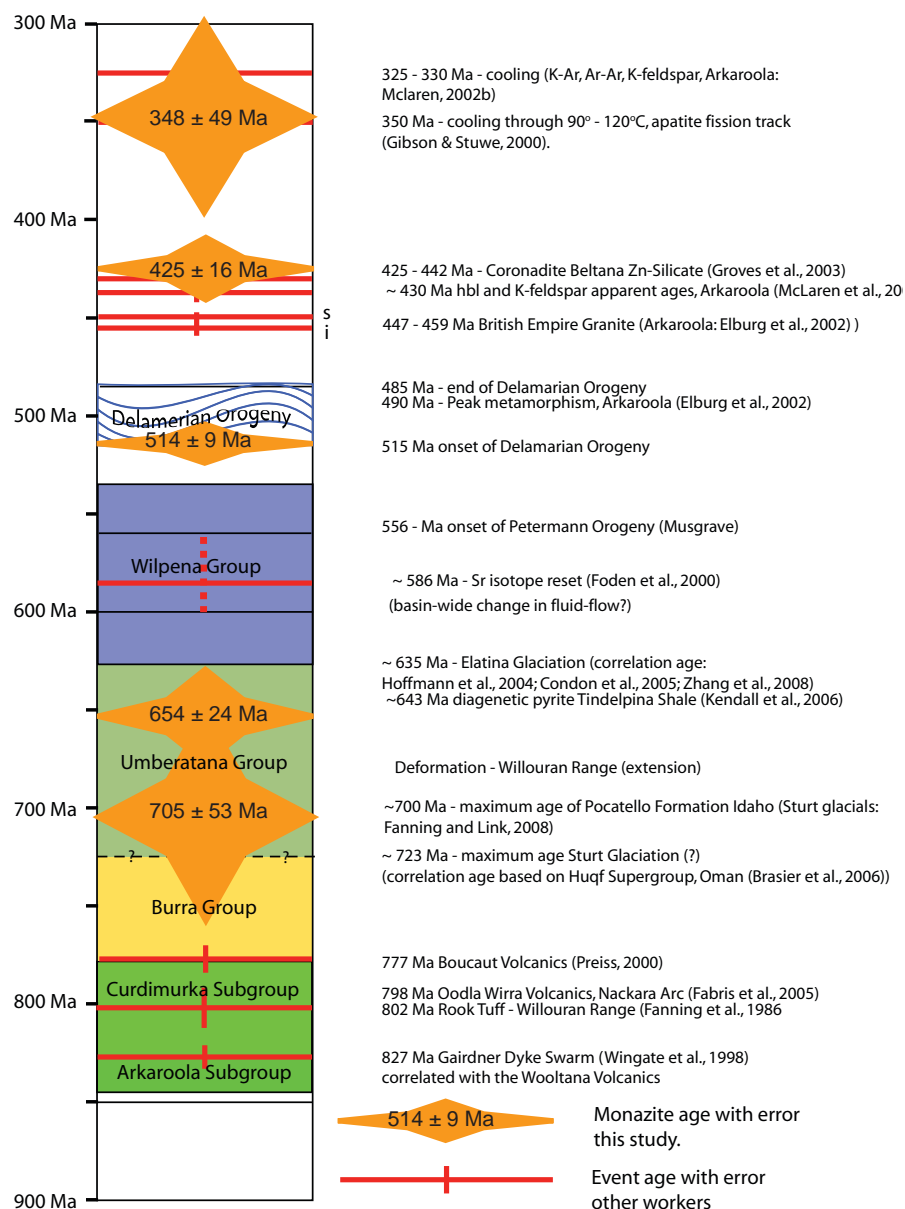 300 Ma
325 - 330 Ma - cooling (K-Ar, Ar-Ar, K-feldspar, Arkaroola:
Mclaren, 2002b)
348 ± 49 Ma
350 Ma - cooling through 90° - 120°C, apatite fission track
(Gibson & Stuwe, 2000).
400 Ma
425 ± 16 Ma
425 - 442 Ma - Coronadite Beltana Zn-Silicate (Groves et al., 2003)
~ 430 Ma hbl and K-feldspar apparent ages, Arkaroola (McLaren et al., 20
s
i
447 - 459 Ma British Empire Granite (Arkaroola: Elburg et al., 2002) )
485 Ma - end of Delamarian Orogeny
490 Ma - Peak metamorphism, Arkaroola (Elburg et al., 2002)
500 Ma
Delamerian Orogeny
514 ± 9 Ma
515 Ma onset of Delamarian Orogeny
556 - Ma onset of Petermann Orogeny (Musgrave)
Wilpena Group
~ 586 Ma - Sr isotope reset (Foden et al., 2000)
(basin-wide change in fluid-flow?)
600 Ma
~ 635 Ma - Elatina Glaciation (correlation age:
Hoffmann et al., 2004; Condon et al., 2005; Zhang et al., 2008)
~643 Ma diagenetic pyrite Tindelpina Shale (Kendall et al., 2006)
654 ± 24 Ma
Umberatana Group
Deformation - Willouran Range (extension)
700 Ma
705 ± 53 Ma
~700 Ma - maximum age of Pocatello Formation Idaho (Sturt glacials:
Fanning and Link, 2008)
? ?
~ 723 Ma - maximum age Sturt Glaciation (?)
(correlation age based on Huqf Supergroup, Oman (Brasier et al., 2006))
Burra Group
777 Ma Boucaut Volcanics (Preiss, 2000)
Curdimurka Subgroup
800 Ma
798 Ma Oodla Wirra Volcanics, Nackara Arc (Fabris et al., 2005)
802 Ma Rook Tuff - Willouran Range (Fanning et al., 1986
827 Ma Gairdner Dyke Swarm (Wingate et al., 1998)
correlated with the Wooltana Volcanics
Arkaroola Subgroup
514 ± 9 Ma
Monazite age with error
this study.
Event age with error
other workers
900 Ma